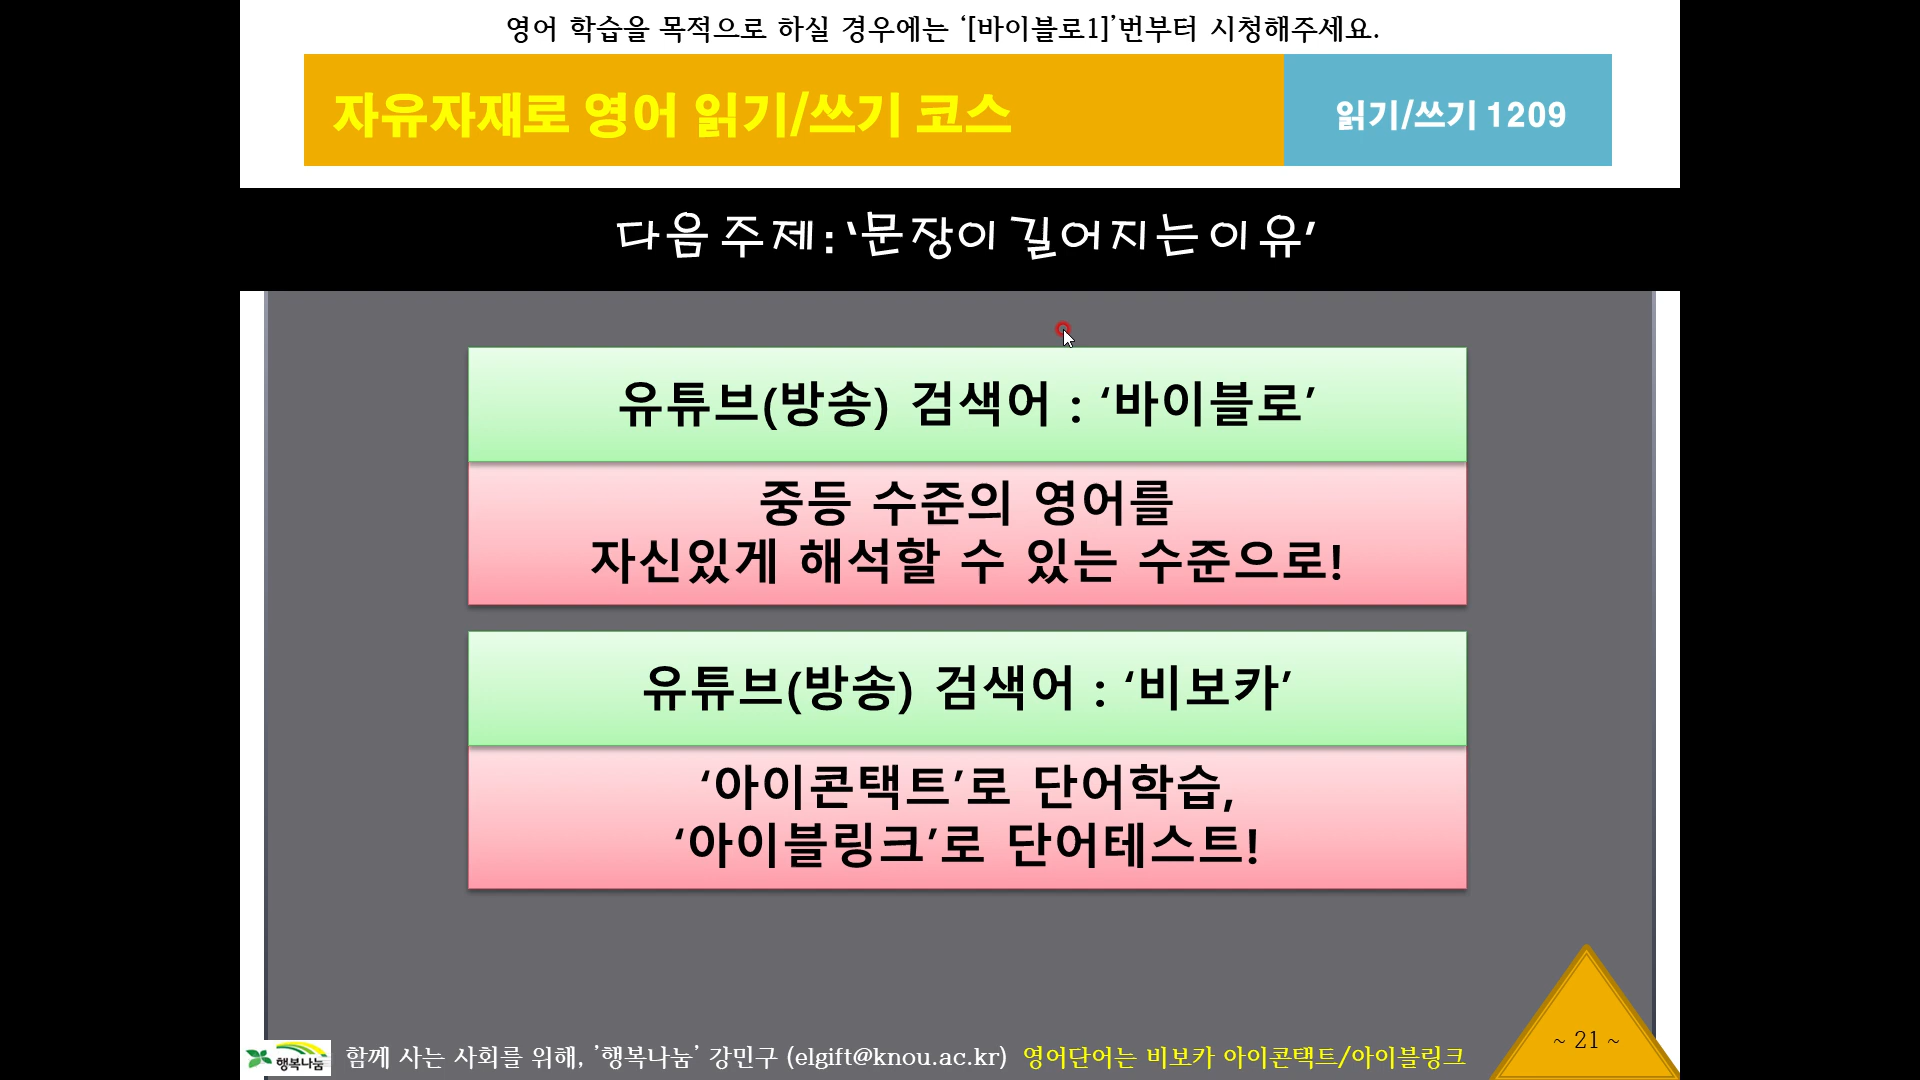 영어 학습을 목적으로 하실 경우에는 ‘[바이블로1]’번부터 시청해주세요.
자유자재로 영어 읽기/쓰기 코스
읽기/쓰기 1209
다음 주제 : ‘문장이 길어지는 이유’
유튜브(방송) 검색어 : ‘바이블로’
중등 수준의 영어를
자신있게 해석할 수 있는 수준으로!
유튜브(방송) 검색어 : ‘비보카’
‘아이콘택트’로 단어학습,
‘아이블링크’로 단어테스트!
~ 21 ~
행복나눔
함께 사는 사회를 위해, ’행복나눔’ 강민구 (elgift@knou.ac.kr) 영어단어는 비보카 아이콘택트/아이블링크